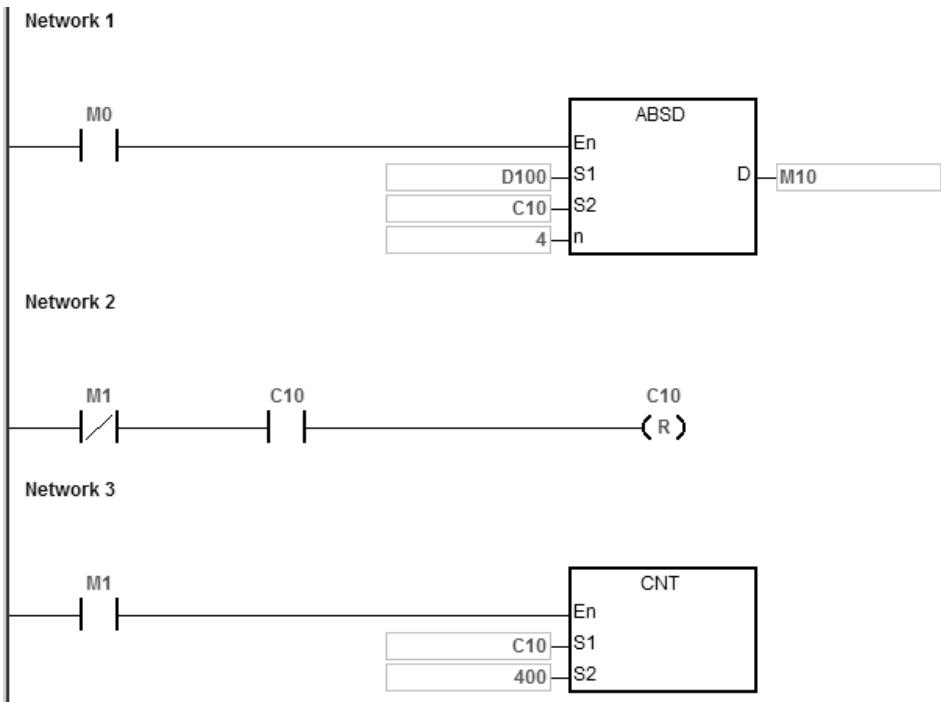 Network 1
M0
ABSD
En
D100 S1 D M10
C10 S2
4 n
Network 2
M1 C10 C10
R
Network 3
M1
CNT
En
C10 S1
400 S2